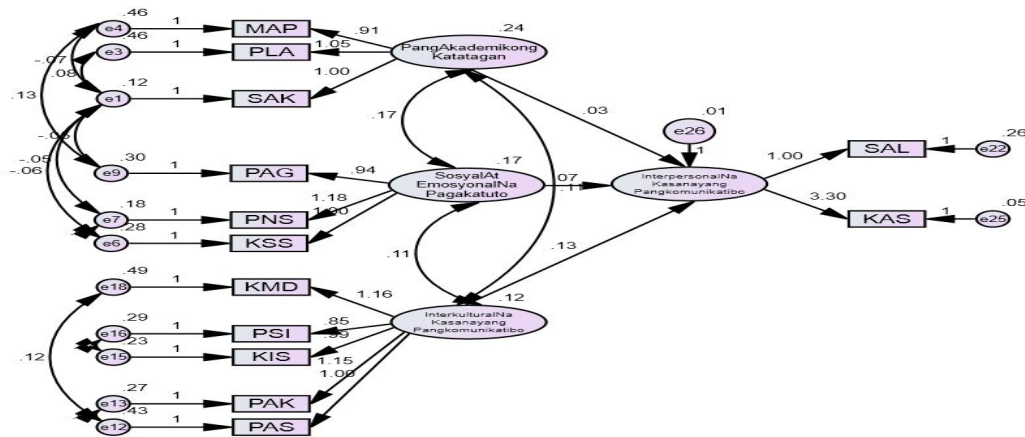 .46
e4
1
MAP
.91
.46
e3
1
PLA
1.05
.24
PangAkademikong
Katatagan
-.07
.08
.13
.12
e1
1
SAK
1.00
.17
.03
.01
e26
1
-.05
-.06
.30
e9
1
PAG
.94
.17
SosyalAt
EmosyonalNa
Pagakatuto
.07
.11
InterpersonalNa
Kasanayang
Pangkomunikatibo
1.00
SAL
1
.26
e22
3.30
KAS
1
.05
e25
.18
e7
1
PNS
1.18
.28
e6
1
KSS
1.00
.11
.13
.49
e18
1
KMD
1.16
.12
InterkulturalNa
Kasanayang
Pangkomunikatibo
.29
e16
1
PSI
.85
.23
e15
1
KIS
.99
.12
.27
e13
1
PAK
1.15
.43
e12
1
PAS
1.00